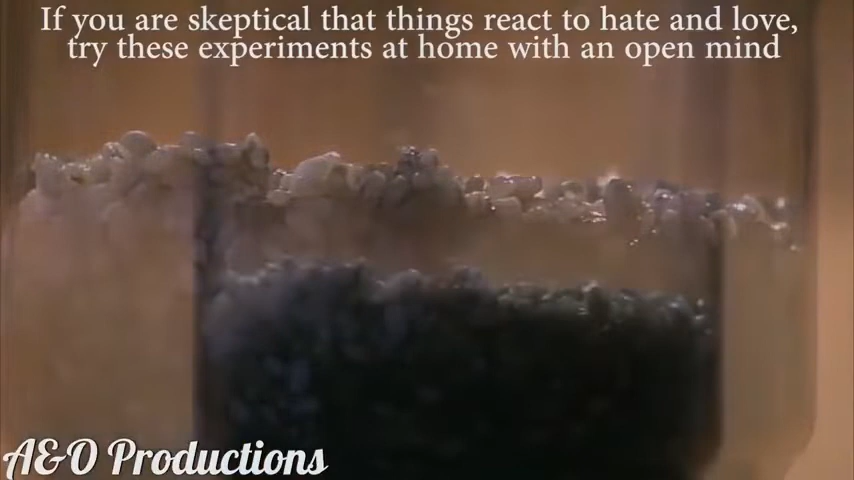 If you are skeptical that things react to hate and love,
try these experiments at home with an open mind
A&O Productions